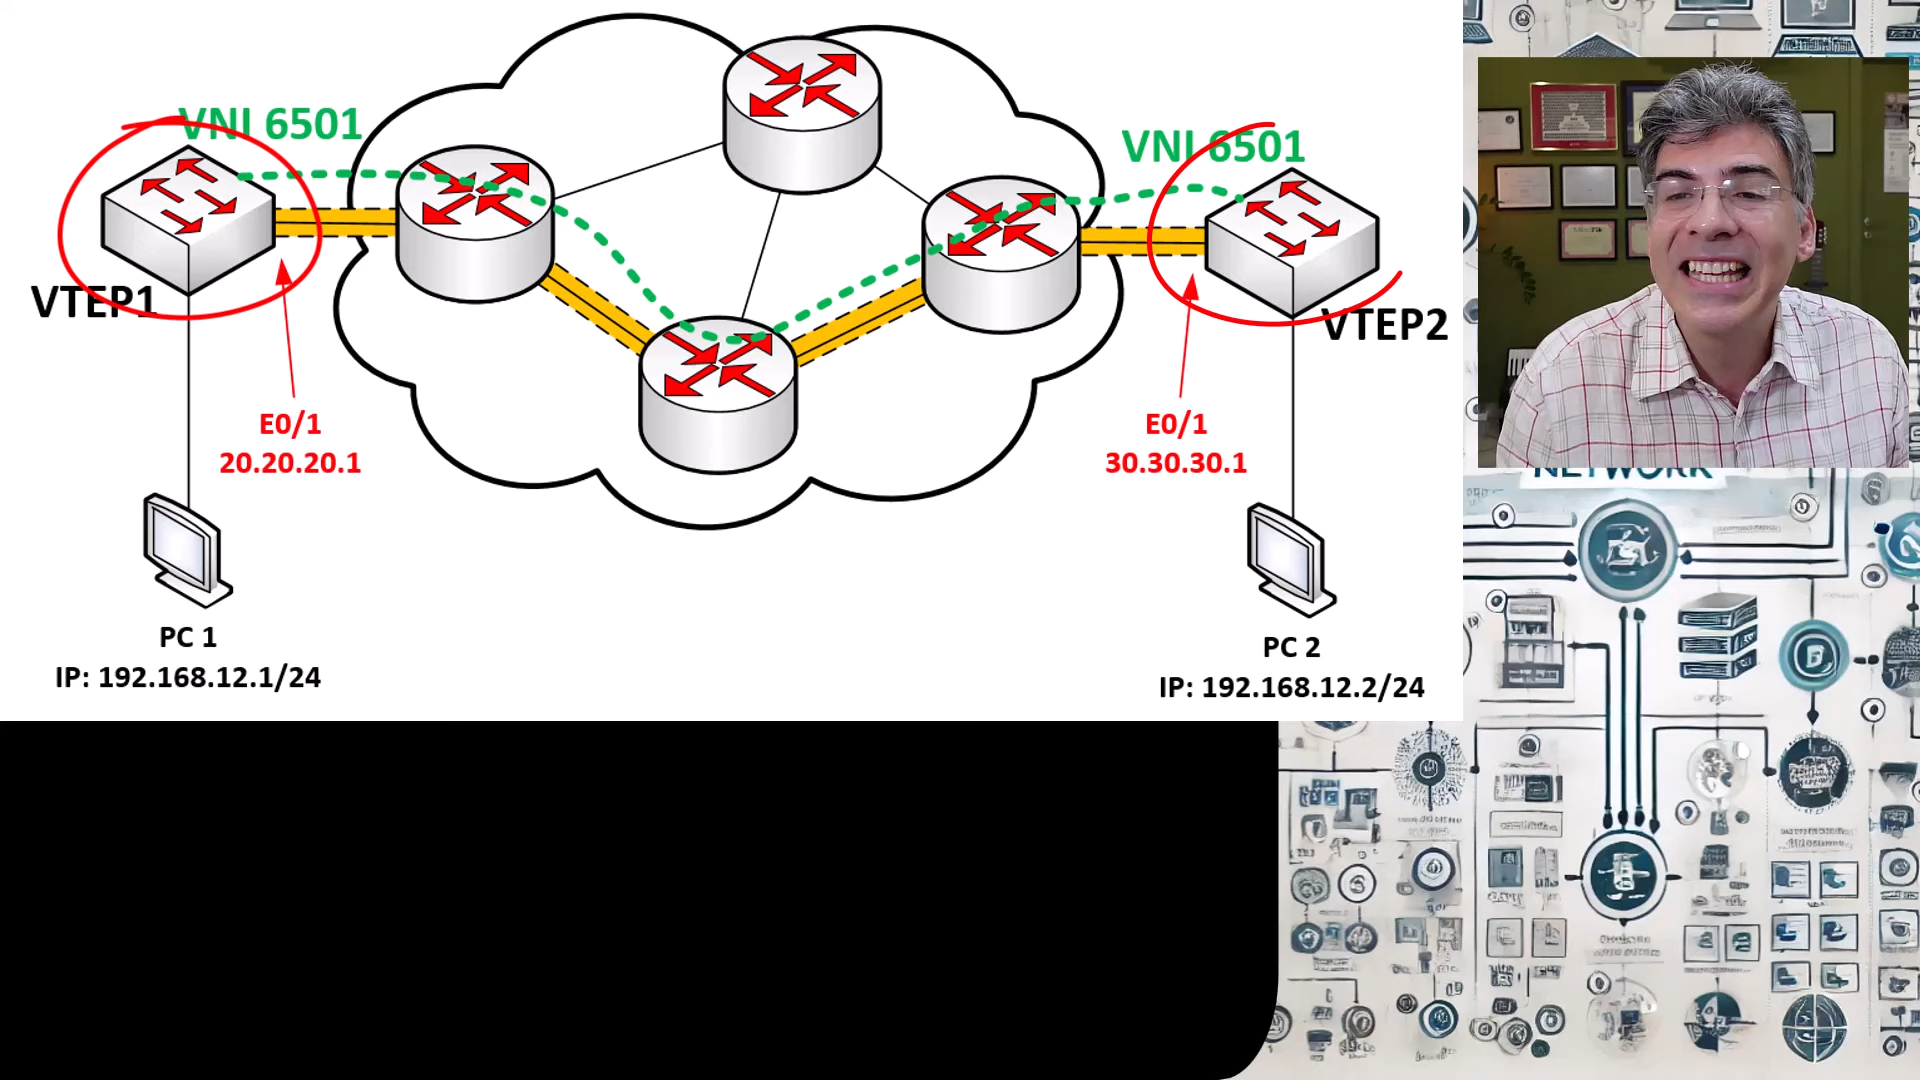 VNI 6501
VNI 6501
VTEP1
VTEP2
E0/1
20.20.20.1
E0/1
30.30.30.1
PC 1
IP: 192.168.12.1/24
PC 2
IP: 192.168.12.2/24
NETWORK